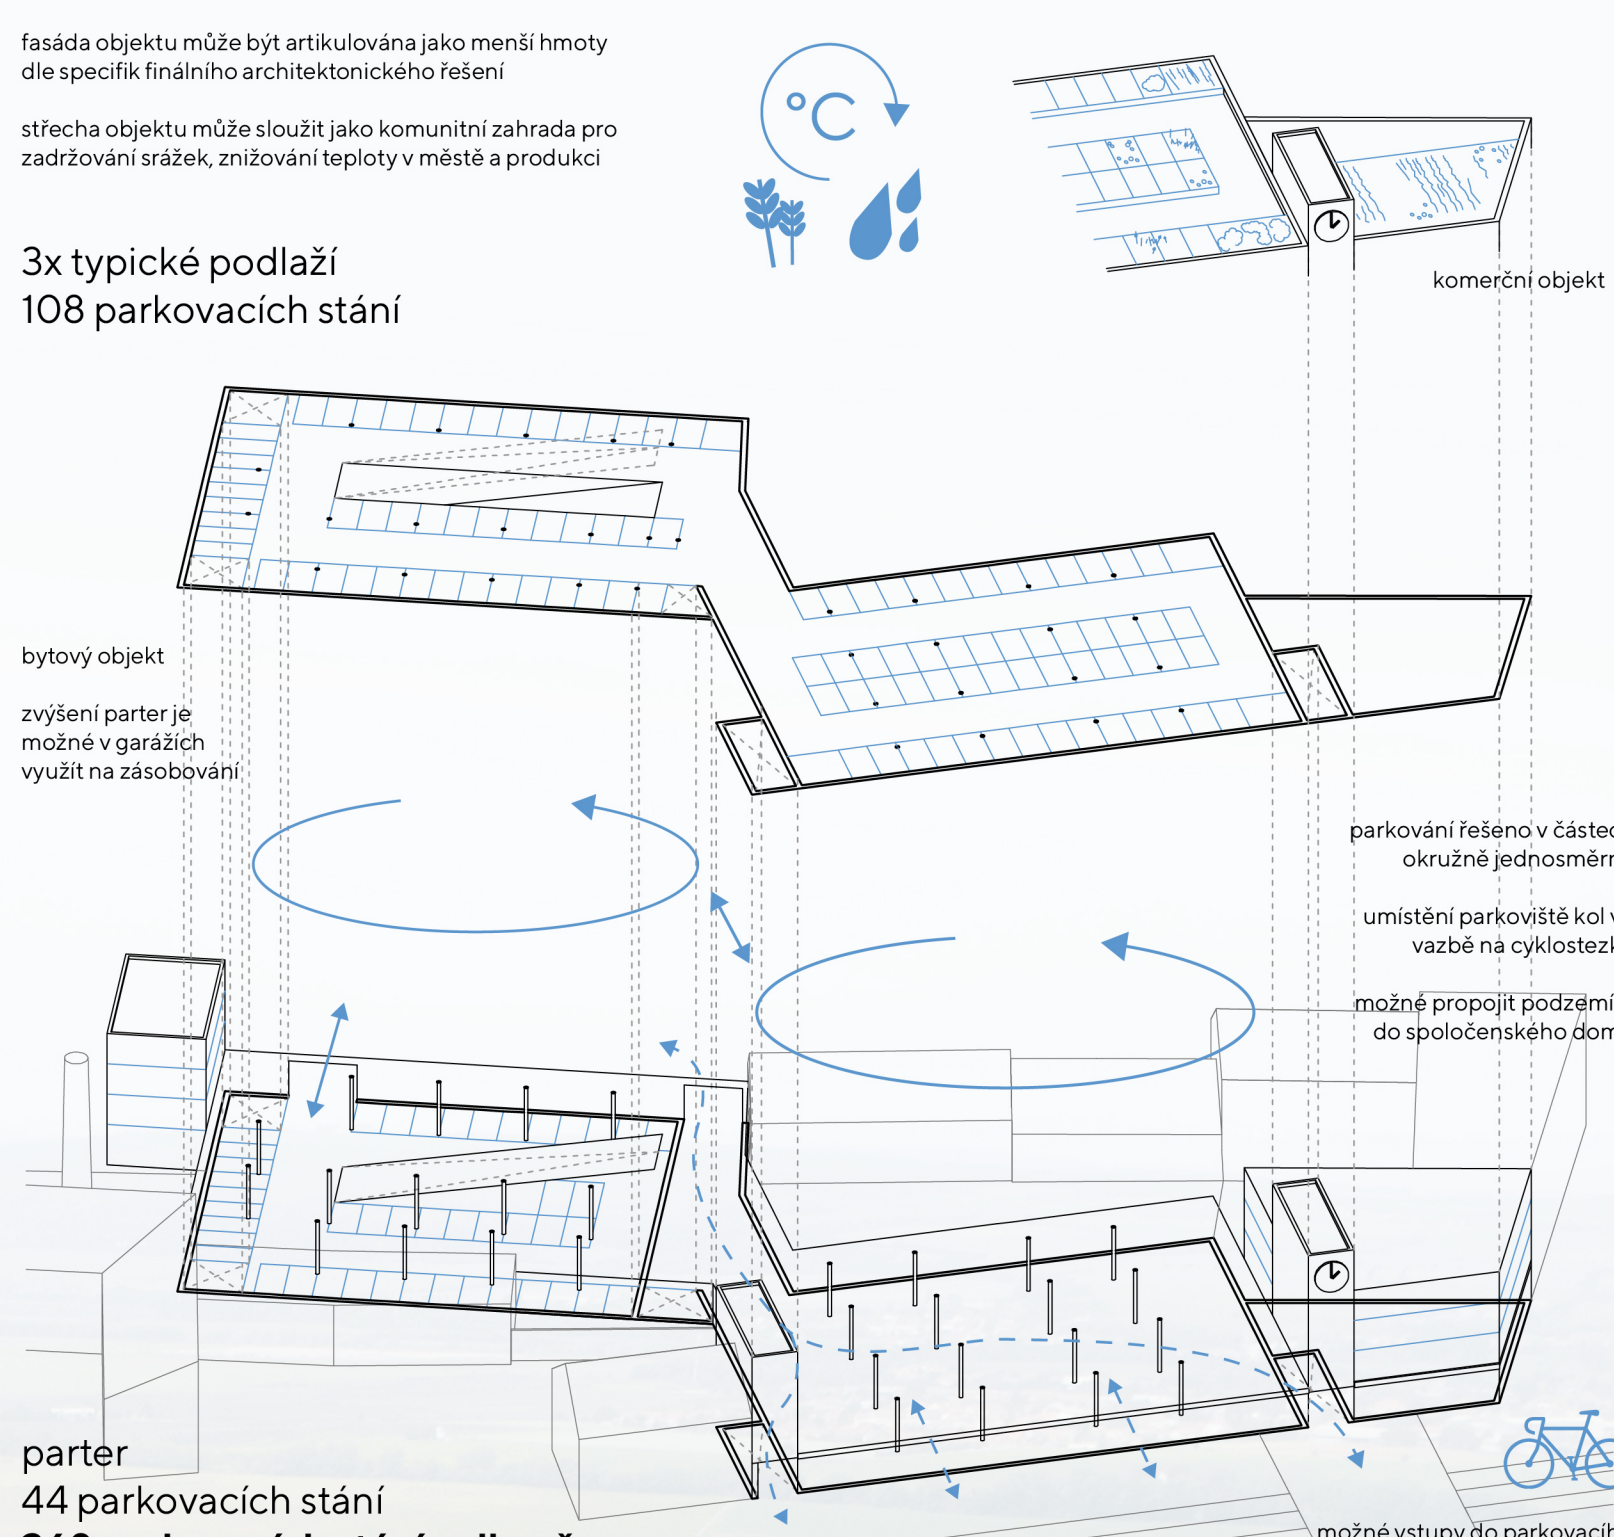 fasáda objektu může být artikulována jako menší hmoty
dle specifik finálního architektonického řešení
střecha objektu může sloužit jako komunitní zahrada pro
zadržování srážek, znižování teploty v městě a produkci
°C
3x typické podlaží
108 parkovacích stání
komerční objekt
bytový objekt
zvýšení parter je
možné v garážích
využít na zásobování
parkování řešeno v částec
okružně jednosměrn
umístění parkoviště kol v
vazbě na cyklostezk
možné propojit podzemí
do spoločenského dom
parter
44 parkovacích stání
možné vstupy do parkovacíh